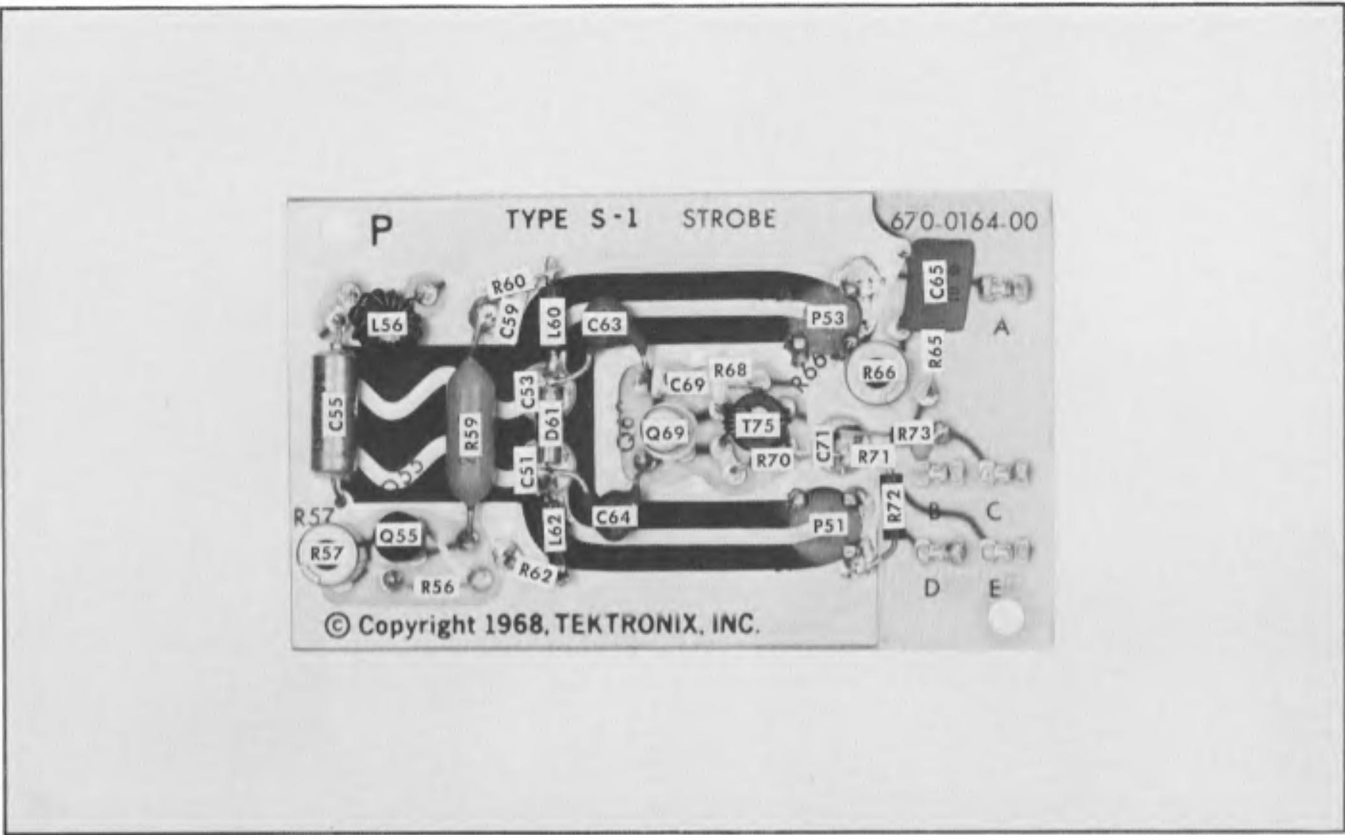 P
TYPE S-1 STROBE
670-0164-00
R60
C59
L60
C63
P53
C65
A
L56
R65
R66
R66
C55
R59
C53
D61
C69
R68
Q69
T75
C71
R73
R71
R70
C51
B
C
R57
R57
Q55
L62
C64
P51
R72
R56
R62
D
E
© Copyright 1968, TEKTRONIX, INC.